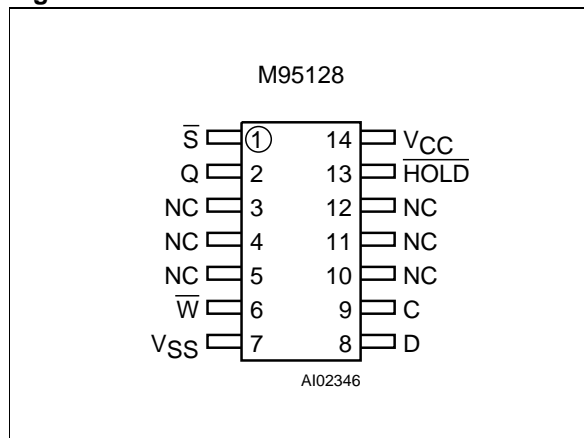 M95128
S̅ 1 14 VCC
Q 2 13 H̅O̅L̅D̅
NC 3 12 NC
NC 4 11 NC
NC 5 10 NC
W̅ 6 9 C
VSS 7 8 D
AI02346